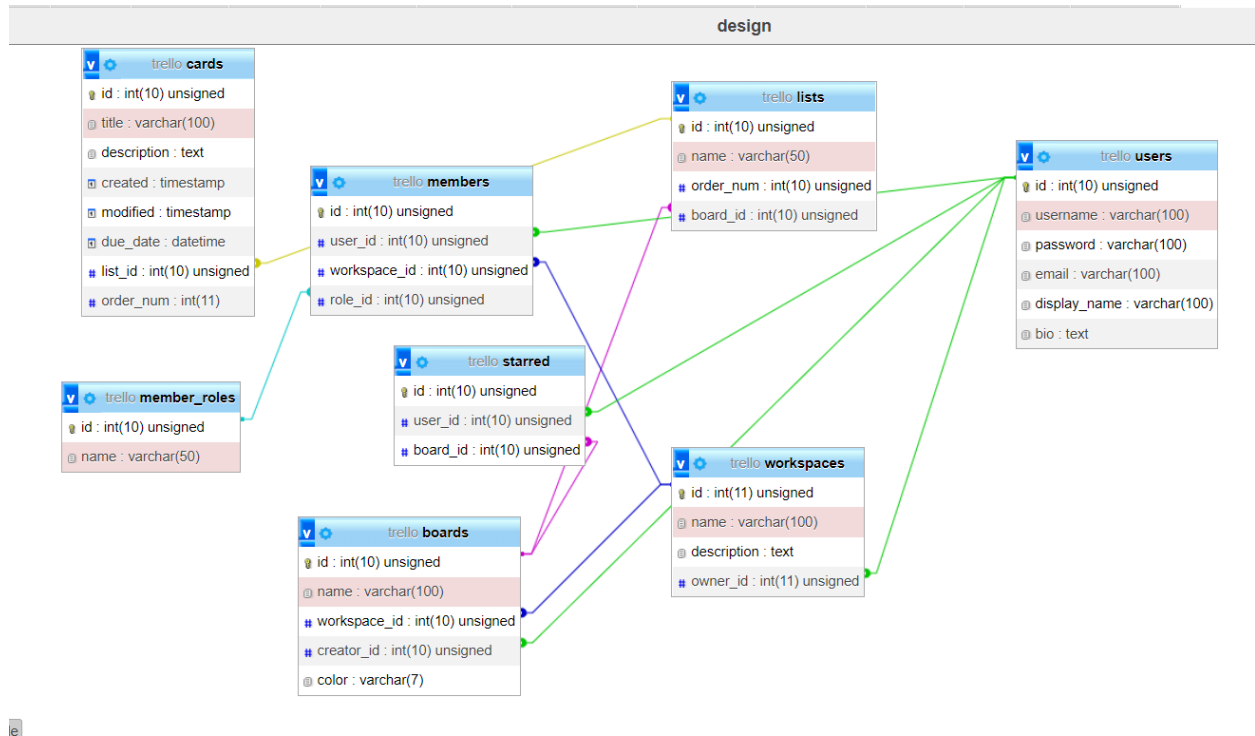 design
trello cards
id : int(10) unsigned
title : varchar(100)
description : text
created : timestamp
modified : timestamp
due_date : datetime
list_id : int(10) unsigned
order_num : int(11)
trello members
id : int(10) unsigned
user_id : int(10) unsigned
workspace_id : int(10) unsigned
role_id : int(10) unsigned
trello lists
id : int(10) unsigned
name : varchar(50)
order_num : int(10) unsigned
board_id : int(10) unsigned
trello users
id : int(10) unsigned
username : varchar(100)
password : varchar(100)
email : varchar(100)
display_name : varchar(100)
bio : text
trello starred
id : int(10) unsigned
user_id : int(10) unsigned
board_id : int(10) unsigned
trello member_roles
id : int(10) unsigned
name : varchar(50)
trello workspaces
id : int(11) unsigned
name : varchar(100)
description : text
owner_id : int(11) unsigned
trello boards
id : int(10) unsigned
name : varchar(100)
workspace_id : int(10) unsigned
creator_id : int(10) unsigned
color : varchar(7)